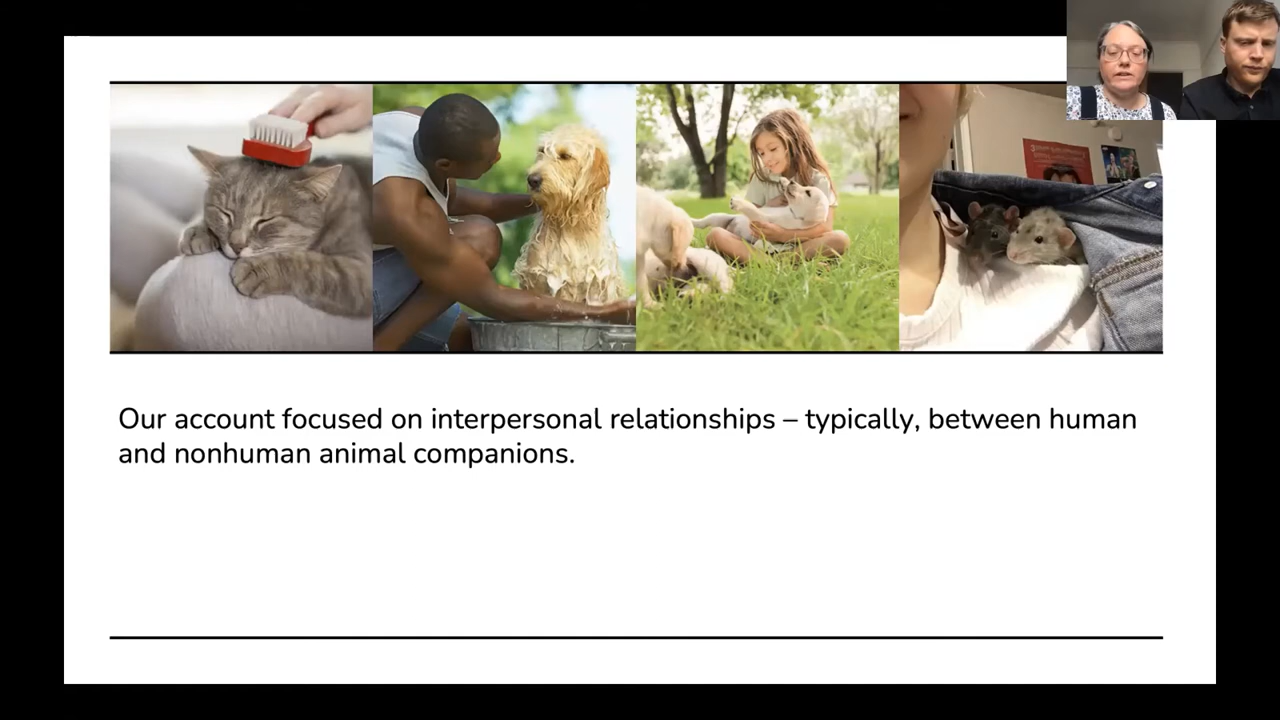 Our account focused on interpersonal relationships – typically, between human
and nonhuman animal companions.